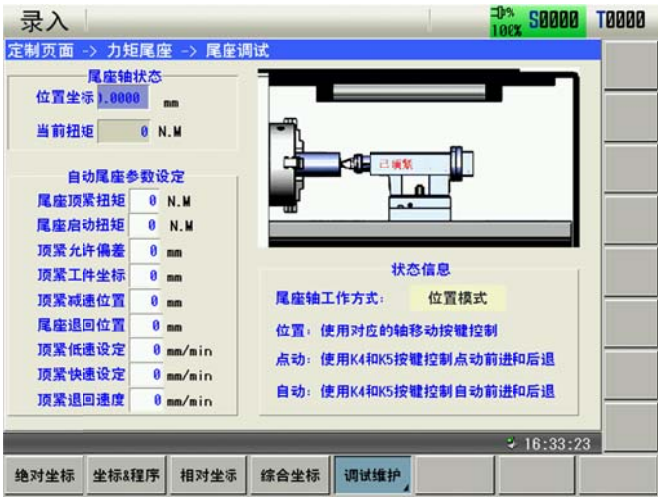 录入
100% S0000 T0000
定制页面 -> 力矩尾座 -> 尾座调试
尾座轴状态
位置坐标 0.0000 mm
当前扭矩 0 N.M
已顶紧
自动尾座参数设定
尾座顶紧扭矩 0 N.M
尾座启动扭矩 0 N.M
顶紧允许偏差 0 mm
顶紧工件坐标 0 mm
顶紧减速位置 0 mm
尾座退回位置 0 mm
顶紧低速设定 0 mm/min
顶紧快速设定 0 mm/min
顶紧退回速度 0 mm/min
状态信息
尾座轴工作方式: 位置模式
位置: 使用对应的轴移动按键控制
点动: 使用K4和K5按键控制点动前进和后退
自动: 使用K4和K5按键控制自动前进和后退
16:33:23
绝对坐标 坐标&程序 相对坐标 综合坐标 调试维护